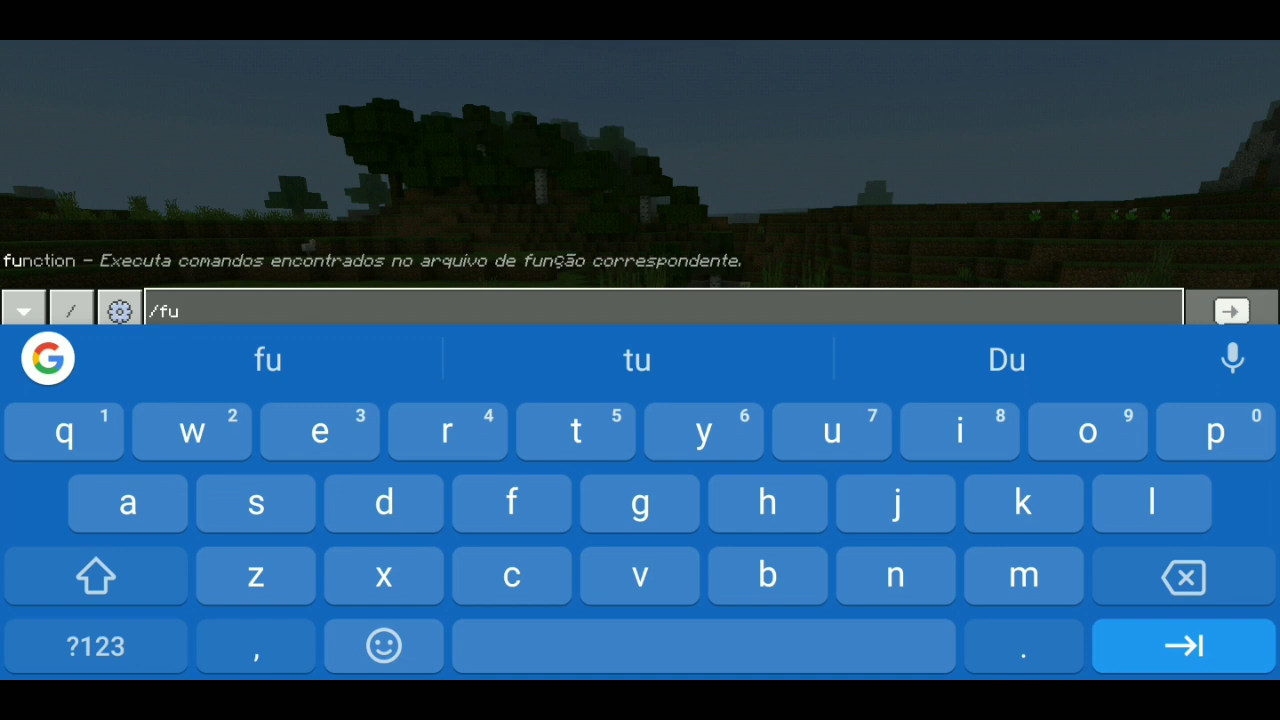 function - Executa comandos encontrados no arquivo de função correspondente.
/ /fu
G fu tu Du
q 1 w 2 e 3 r 4 t 5 y 6 u 7 i 8 o 9 p 0
a s d f g h j k l
z x c v b n m
?123 , .